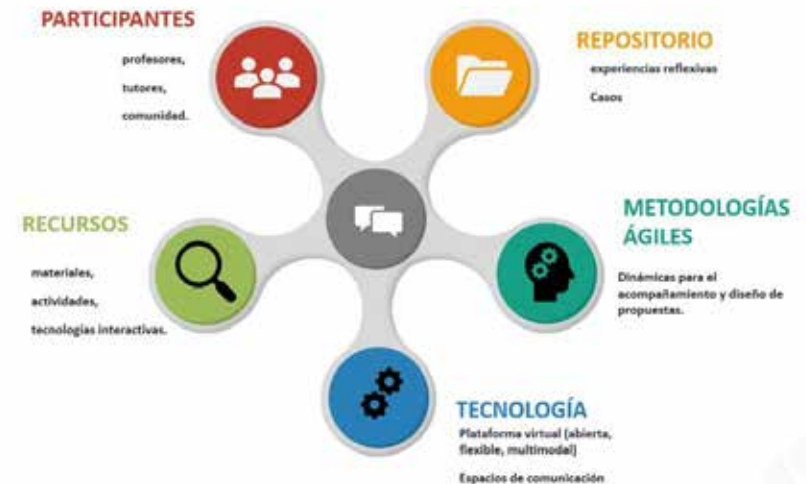 PARTICIPANTES
profesores,
tutores,
comunidad.
REPOSITORIO
experiencias reflexivas
Casos
RECURSOS
materiales,
actividades,
tecnologías interactivas.
METODOLOGÍAS
ÁGILES
Dinámicas para el
acompañamiento y diseño de
propuestas.
TECNOLOGÍA
Plataforma virtual (abierta,
flexible, multimodal)
Espacios de comunicación